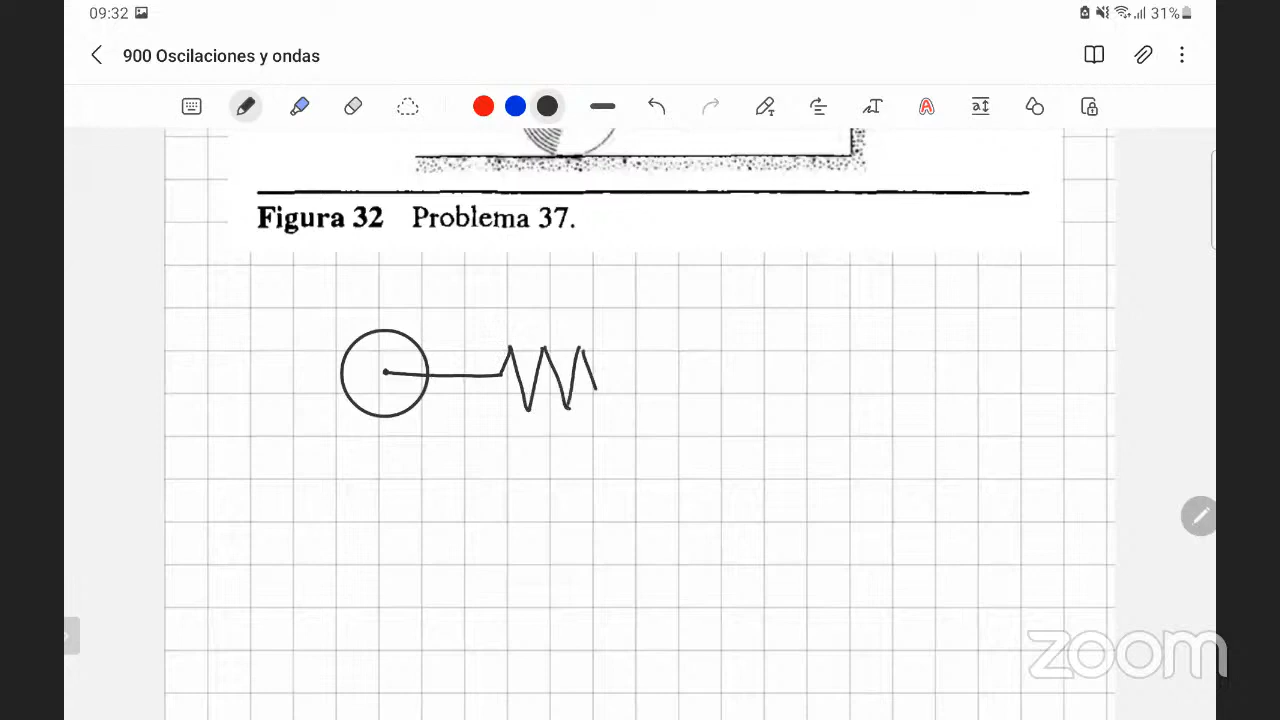 09:32
31%
900 Oscilaciones y ondas
Figura 32 Problema 37.
zoom